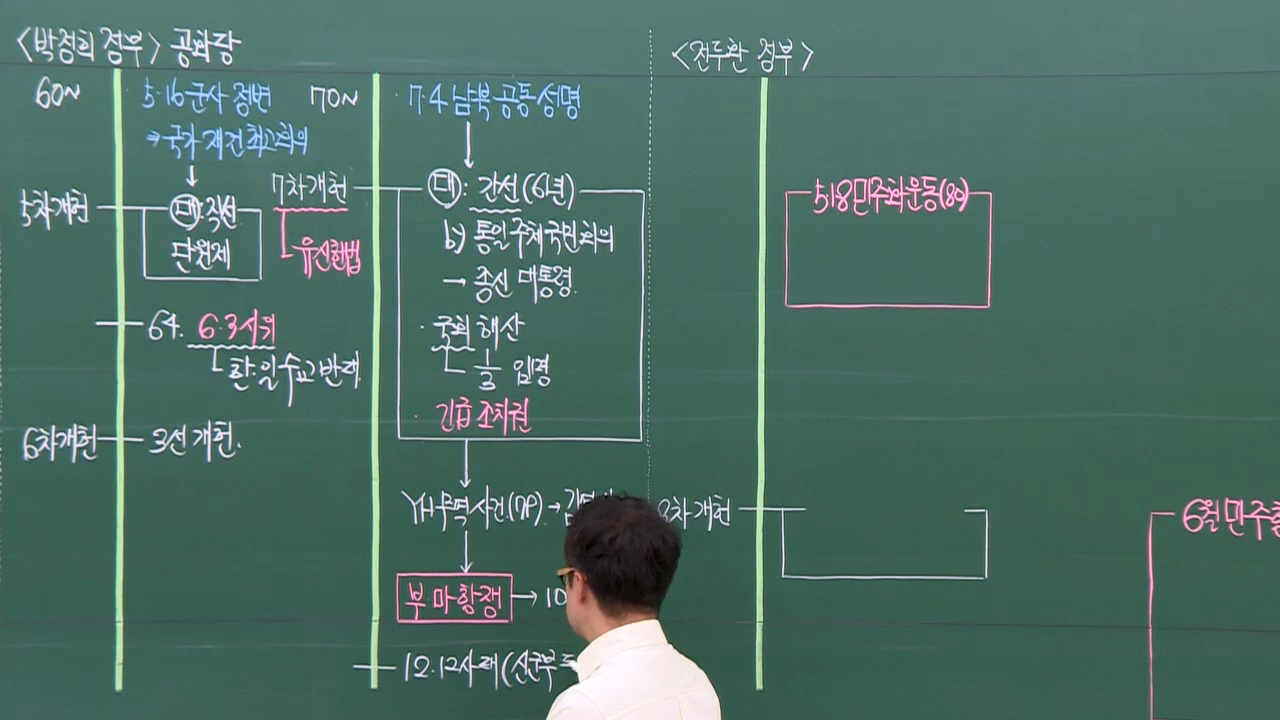 <박정희 정부> 공화당
60~
5·16군사 정변
→국가재건최고회의
5차개헌
대:직선
단원제
64. 6·3시위
한·일수교반대.
6차개헌
3선개헌.
70~
·7·4남북공동성명
7차개헌
유신헌법
대: 간선(6년)
by 통일주체국민회의
→ 종신 대통령.
· 국회해산
1/3 임명
· 긴급조치권
YH무역사건(79).→
부·마항쟁→10
12·12사태(신군부
<전두환 정부>
5·18민주화운동(80)
8차개헌
6월민주